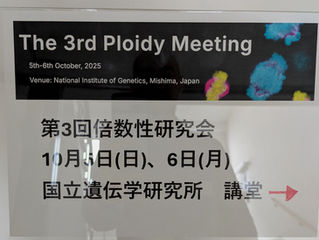 The 3rd Ploidy Meeting
5th-6th October, 2025
Venue: National Institute of Genetics, Mishima, Japan
第3回倍数性研究会
10月5日(日)、6日(月)
国立遺伝学研究所 講堂 →